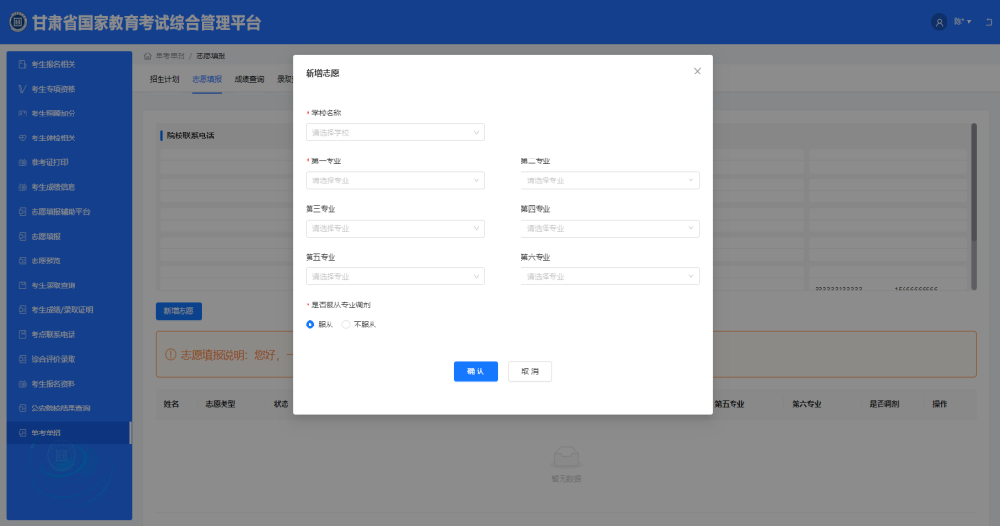 甘肃省国家教育考试综合管理平台
陈*
考生报名相关
考生专项资格
考生照顾加分
考生体检相关
准考证打印
考生成绩信息
志愿填报辅助平台
志愿填报
志愿预览
考生录取查询
考生成绩/录取证明
考点联系电话
综合评价录取
考生报名资料
公安院校结果查询
单考单招
单考单招 / 志愿填报
招生计划 志愿填报 成绩查询 录取
院校联系电话
新增志愿
志愿填报说明：您好，一
姓名 志愿类型 状态 第五专业 第六专业 是否调剂 操作
暂无数据
新增志愿
* 学校名称
请选择学校
* 第一专业 第二专业
请选择专业 请选择专业
第三专业 第四专业
请选择专业 请选择专业
第五专业 第六专业
请选择专业 请选择专业
* 是否服从专业调剂
服从 不服从
确 认 取 消